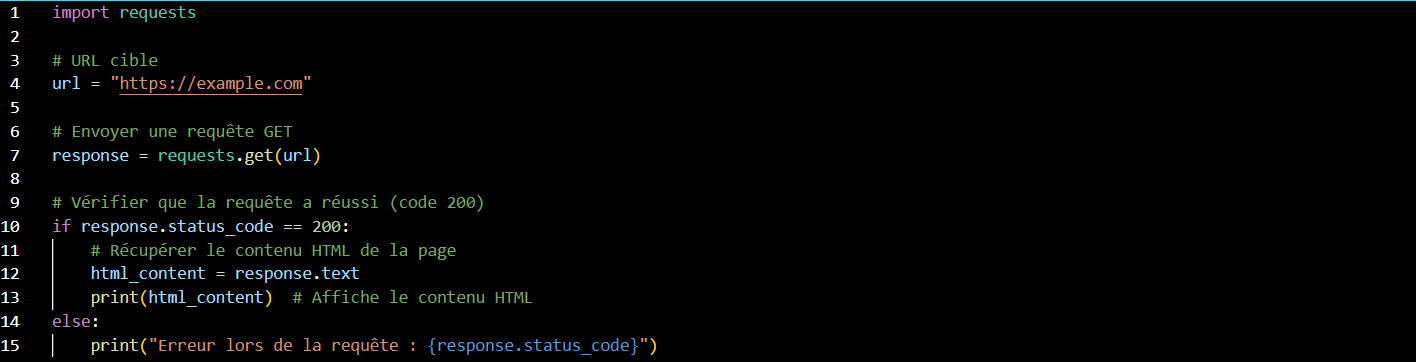 1 import requests
2
3 # URL cible
4 url = "https://example.com"
5
6 # Envoyer une requête GET
7 response = requests.get(url)
8
9 # Vérifier que la requête a réussi (code 200)
10 if response.status_code == 200:
11     # Récupérer le contenu HTML de la page
12     html_content = response.text
13     print(html_content)  # Affiche le contenu HTML
14 else:
15     print("Erreur lors de la requête : {response.status_code}")